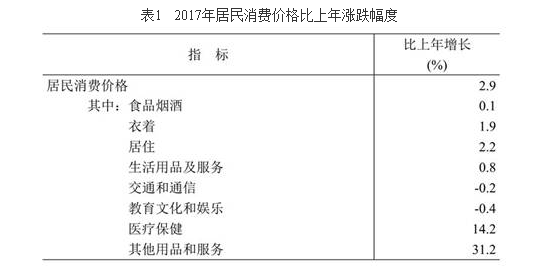 表1 2017年居民消费价格比上年涨跌幅度
指 标 比上年增长
(%)
居民消费价格 2.9
其中：食品烟酒 0.1
衣着 1.9
居住 2.2
生活用品及服务 0.8
交通和通信 -0.2
教育文化和娱乐 -0.4
医疗保健 14.2
其他用品和服务 31.2